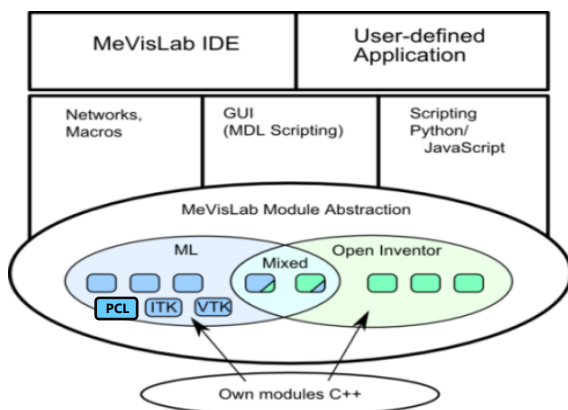 MeVisLab IDE
User-defined
Application
Networks,
Macros
GUI
(MDL Scripting)
Scripting
Python/
JavaScript
MeVisLab Module Abstraction
ML
Mixed
Open Inventor
PCL
ITK
VTK
Own modules C++